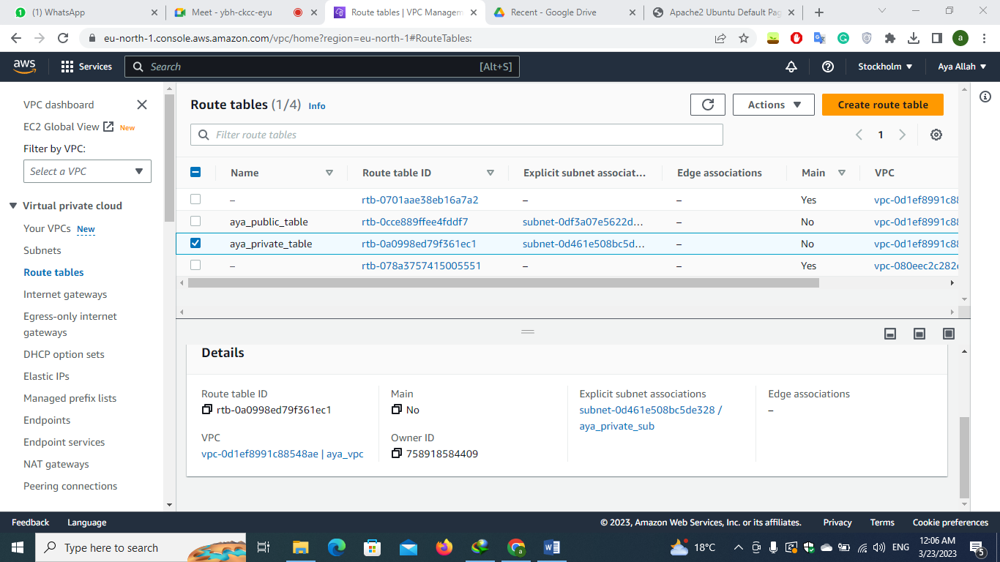 (1) WhatsApp
Meet - ybh-ckcc-eyu
Route tables | VPC Managem
Recent - Google Drive
Apache2 Ubuntu Default Pag
eu-north-1.console.aws.amazon.com/vpc/home?region=eu-north-1#RouteTables:
a
aws
Services
Search
[Alt+S]
Stockholm
Aya Allah
VPC dashboard
EC2 Global View New
Filter by VPC:
Select a VPC
Virtual private cloud
Your VPCs New
Subnets
Route tables
Internet gateways
Egress-only internet
gateways
DHCP option sets
Elastic IPs
Managed prefix lists
Endpoints
Endpoint services
NAT gateways
Peering connections
Route tables (1/4) Info
Actions
Create route table
Filter route tables
1
Name Route table ID Explicit subnet associat... Edge associations Main VPC
– rtb-0701aae38eb16a7a2 – – Yes vpc-0d1ef8991c88
aya_public_table rtb-0cce889ffee4fddf7 subnet-0df3a07e5622d... – No vpc-0d1ef8991c88
aya_private_table rtb-0a0998ed79f361ec1 subnet-0d461e508bc5d... – No vpc-0d1ef8991c88
– rtb-078a3757415005551 – – Yes vpc-080eec2c282
Details
Route table ID
rtb-0a0998ed79f361ec1
Main
No
Explicit subnet associations
subnet-0d461e508bc5de328 /
aya_private_sub
Edge associations
–
VPC
vpc-0d1ef8991c88548ae | aya_vpc
Owner ID
758918584409
Feedback Language
© 2023, Amazon Web Services, Inc. or its affiliates. Privacy Terms Cookie preferences
Type here to search
18°C
ENG
12:06 AM
3/23/2023
5